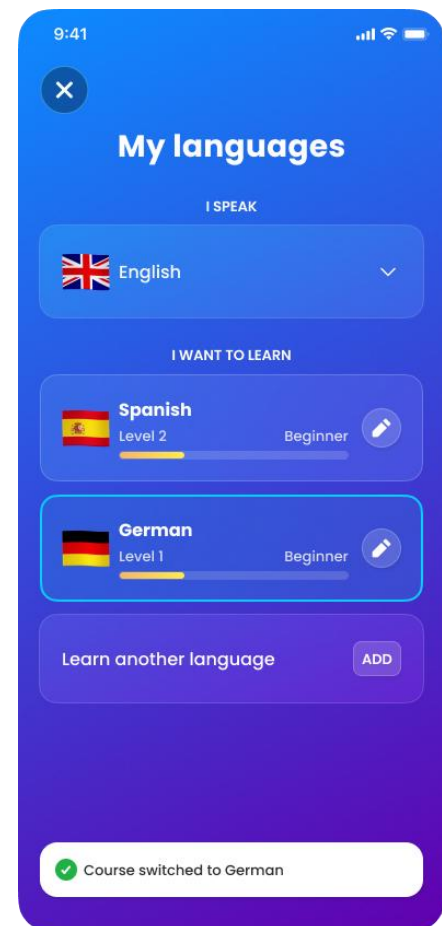 9:41
My languages
I SPEAK
English
I WANT TO LEARN
Spanish
Level 2 Beginner
German
Level 1 Beginner
Learn another language ADD
Course switched to German